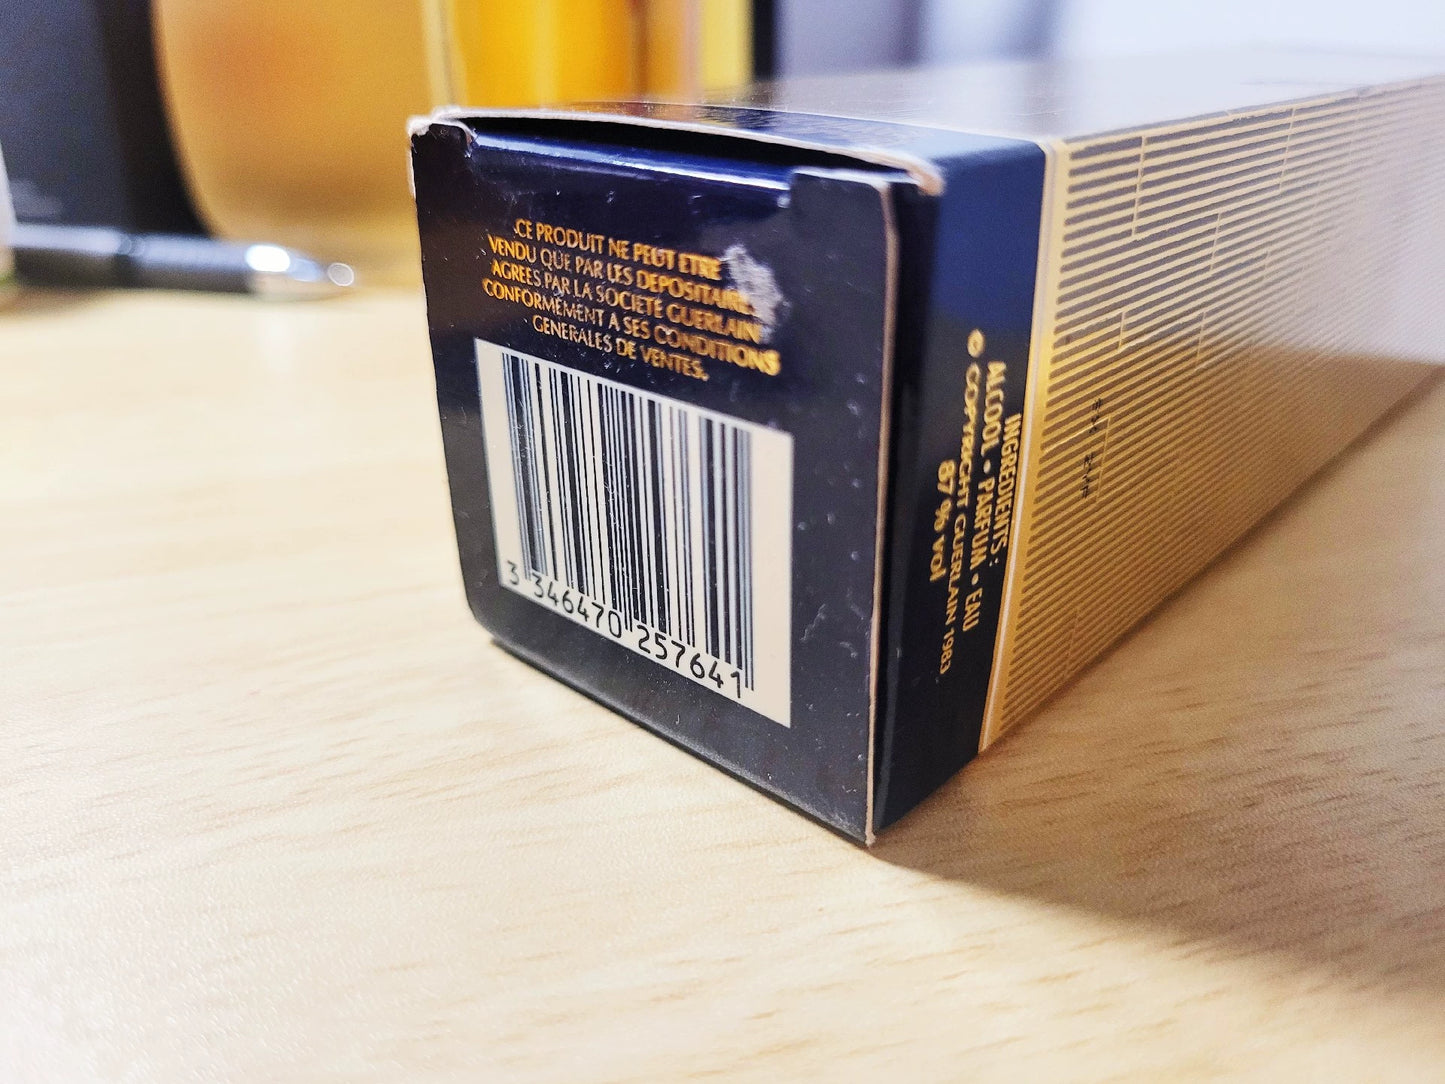 CE PRODUIT NE PEUT ETRE
VENDU QUE PAR LES DEPOSITAIRES
AGREES PAR LA SOCIETE GUERLAIN
CONFORMEMENT A SES CONDITIONS
GENERALES DE VENTES.
3 346470 257641
INGREDIENTS :
ALCOOL • PARFUM • EAU
© COPYRIGHT GUERLAIN 1983
87 % vol